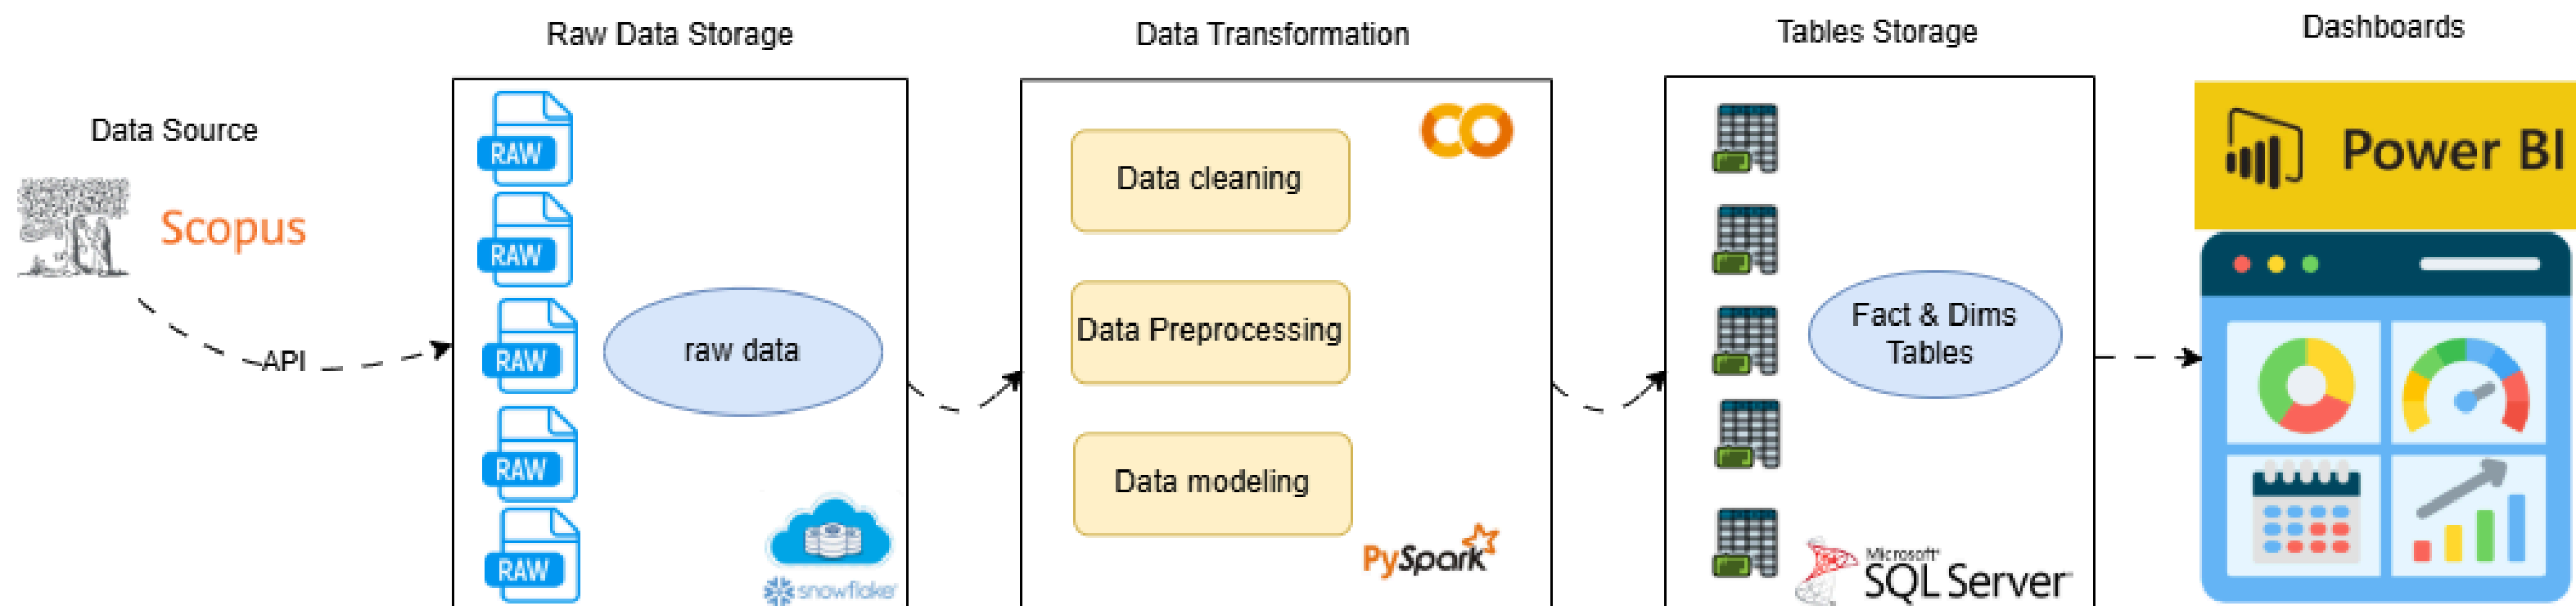 Data Source
Scopus
API
Raw Data Storage
RAW
RAW
RAW
RAW
RAW
raw data
snowflake
Data Transformation
CO
Data cleaning
Data Preprocessing
Data modeling
PySpark
Tables Storage
Fact & Dims
Tables
Microsoft
SQL Server
Dashboards
Power BI